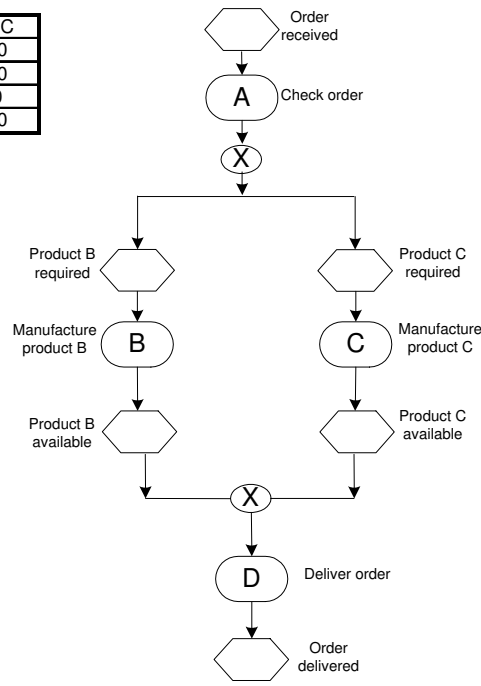 C
0
0
0
0
Order
received
A
Check order
X
Product B
required
Product C
required
Manufacture
product B
B
C
Manufacture
product C
Product B
available
Product C
available
X
D
Deliver order
Order
delivered